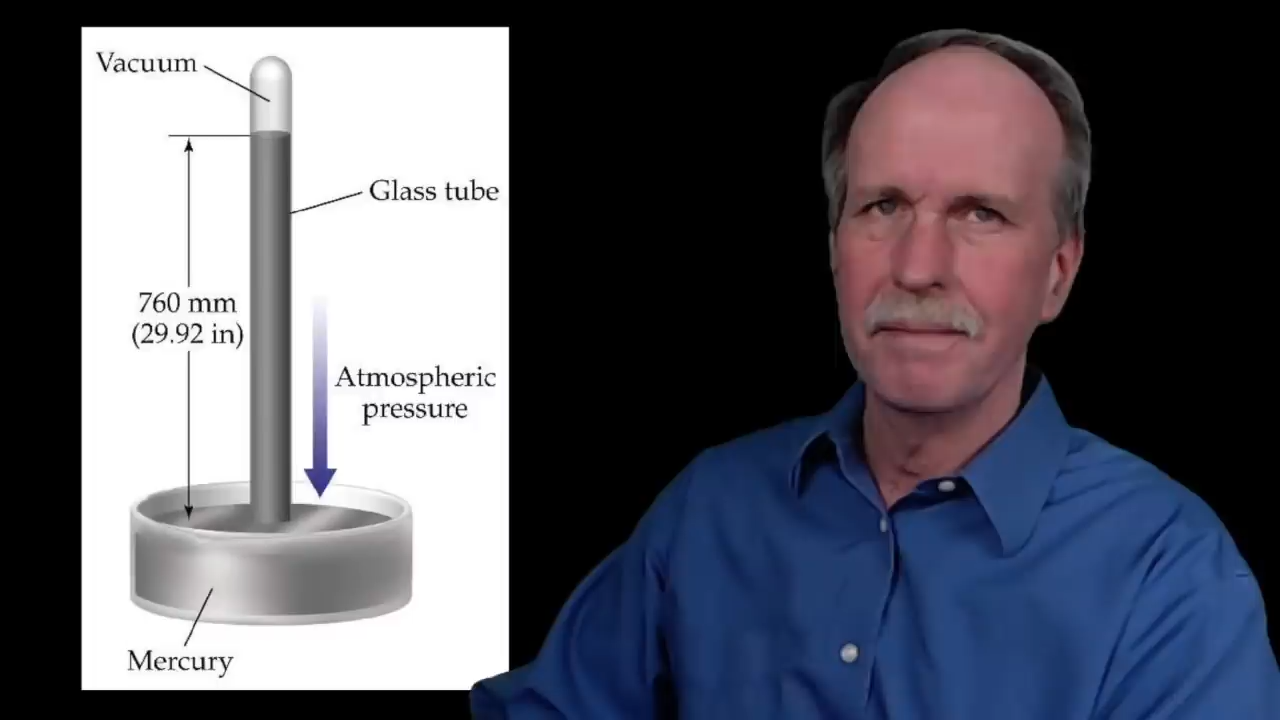 Vacuum
Glass tube
760 mm
(29.92 in)
Atmospheric
pressure
Mercury